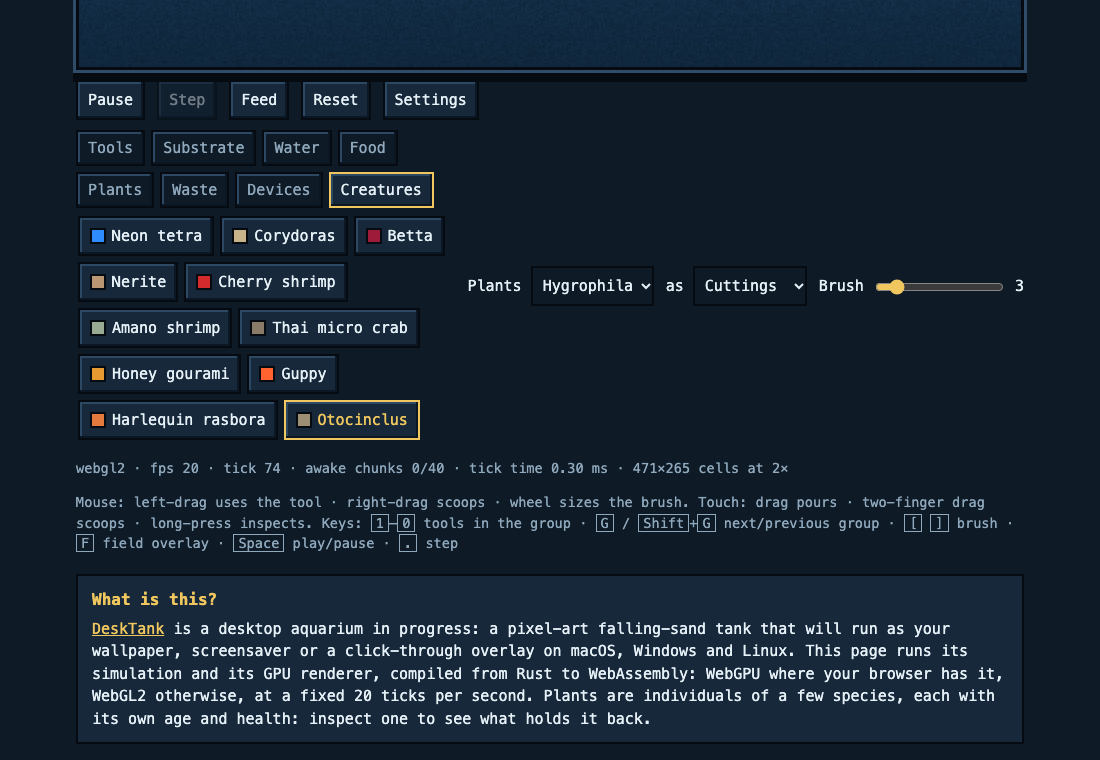 Pause Step Feed Reset Settings
Tools Substrate Water Food
Plants Waste Devices Creatures
Neon tetra Corydoras Betta
Nerite Cherry shrimp
Plants Hygrophila as Cuttings Brush 3
Amano shrimp Thai micro crab
Honey gourami Guppy
Harlequin rasbora Otocinclus
webgl2 · fps 20 · tick 74 · awake chunks 0/40 · tick time 0.30 ms · 471×265 cells at 2×
Mouse: left-drag uses the tool · right-drag scoops · wheel sizes the brush. Touch: drag pours · two-finger drag
scoops · long-press inspects. Keys: 1–0 tools in the group · G / Shift+G next/previous group · [ ] brush ·
F field overlay · Space play/pause · . step
What is this?
DeskTank is a desktop aquarium in progress: a pixel-art falling-sand tank that will run as your
wallpaper, screensaver or a click-through overlay on macOS, Windows and Linux. This page runs its
simulation and its GPU renderer, compiled from Rust to WebAssembly: WebGPU where your browser has it,
WebGL2 otherwise, at a fixed 20 ticks per second. Plants are individuals of a few species, each with
its own age and health: inspect one to see what holds it back.